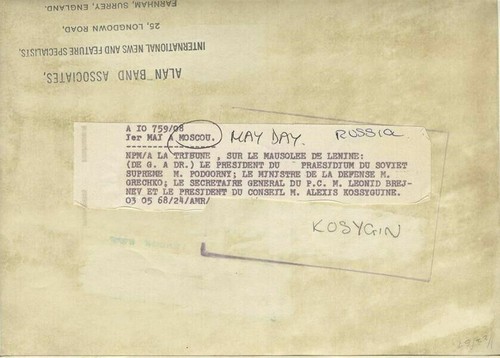 ALAN BAND ASSOCIATES,
INTERNATIONAL NEWS AND FEATURE SPECIALISTS,
25, LONGDOWN ROAD,
FARNHAM, SURREY, ENGLAND.
A IO 759/08
Ier MAI A MOSCOU.
MAY DAY.
RUSSIA
NPM/A LA TRIBUNE , SUR LE MAUSOLEE DE LENINE:
(DE G. A DR.) LE PRESIDENT DU PRAESIDIUM DU SOVIET
SUPREME M. PODGORNY; LE MINISTRE DE LA DEFENSE M.
GRECHKO; LE SECRETAIRE GENERAL DU P.C. M. LEONID BREJ-
NEV ET LE PRESIDENT DU CONSEIL M. ALEXIS KOSSYGUINE.
03 05 68/24/AMR/
KOSYGIN